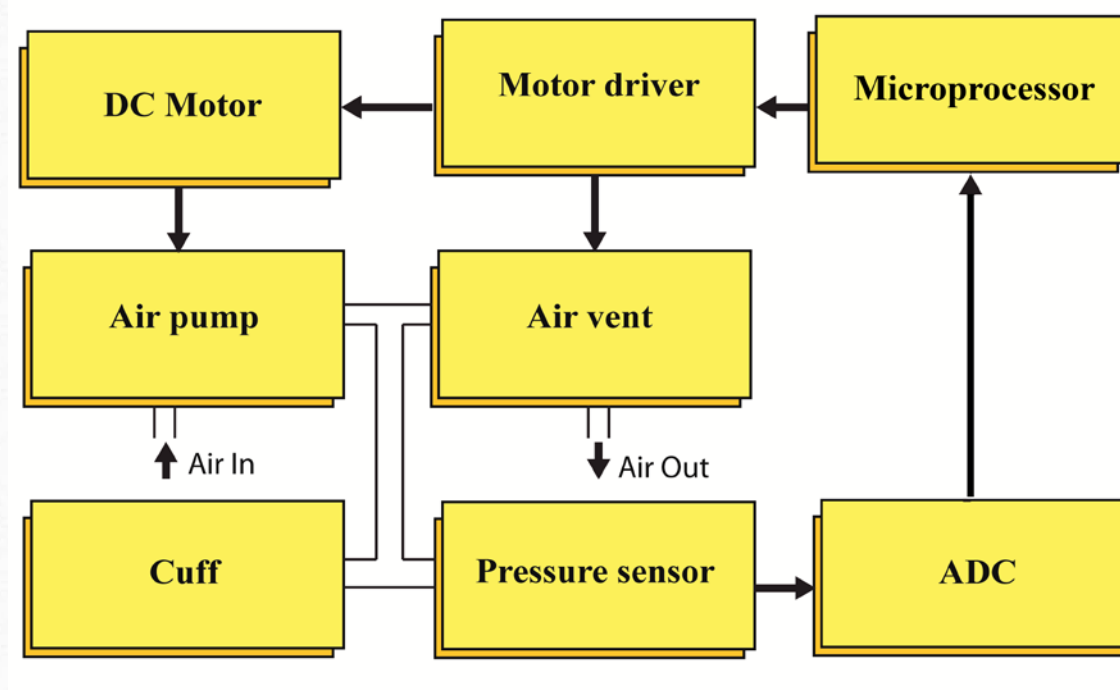 DC Motor
Motor driver
Microprocessor
Air pump
Air vent
Air In
Air Out
Cuff
Pressure sensor
ADC